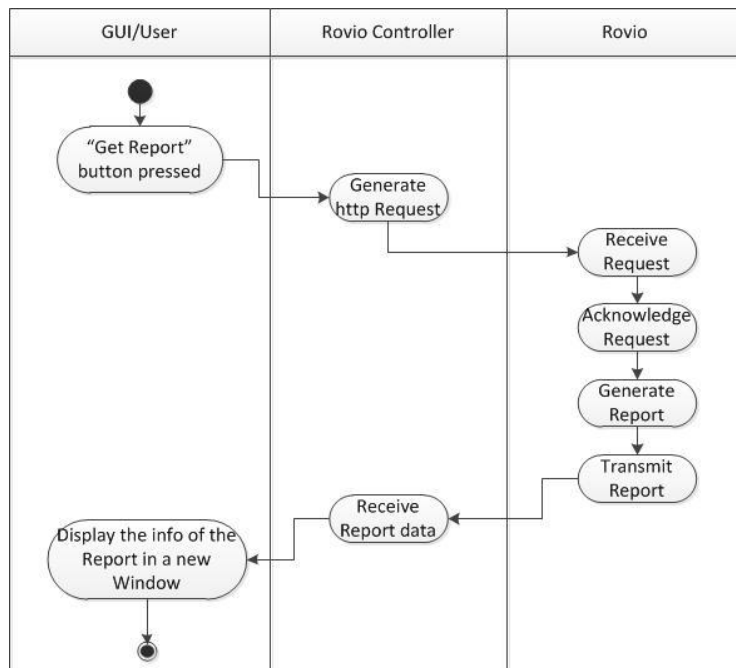 GUI/User
Rovio Controller
Rovio
“Get Report”
button pressed
Generate
http Request
Receive
Request
Acknowledge
Request
Generate
Report
Transmit
Report
Receive
Report data
Display the info of the
Report in a new
Window